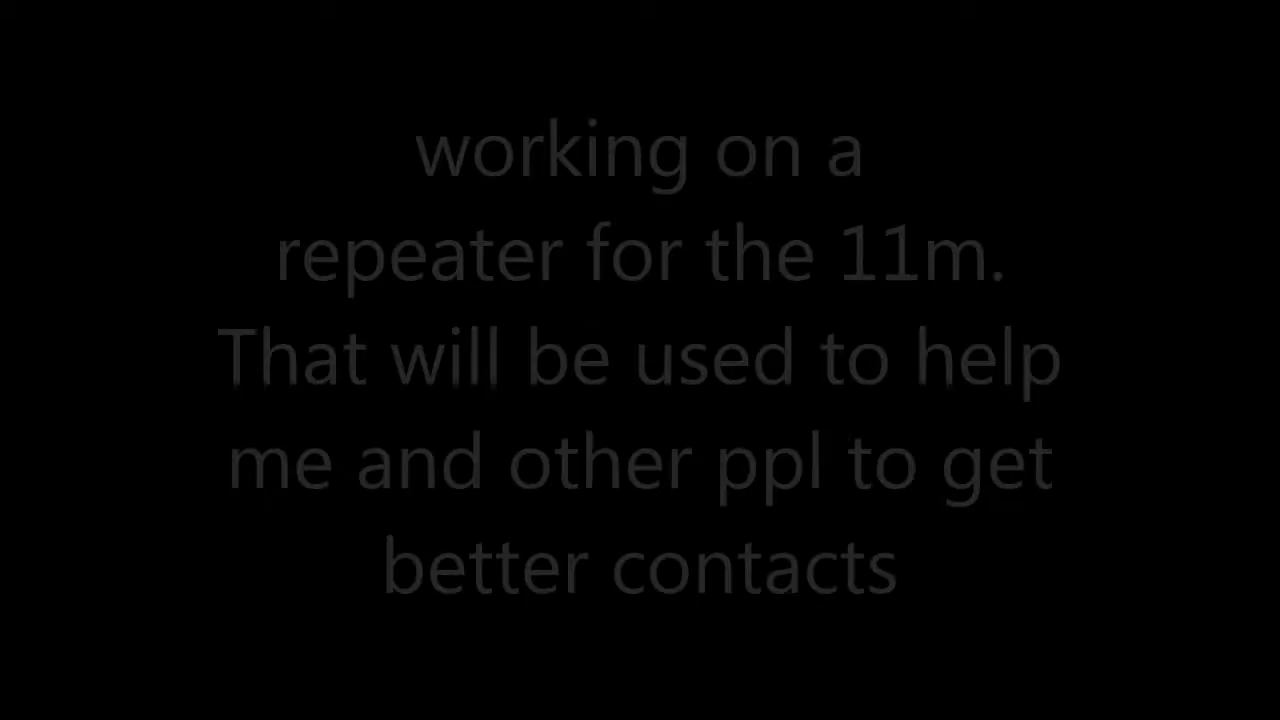 working on a
repeater for the 11m.
That will be used to help
me and other ppl to get
better contacts